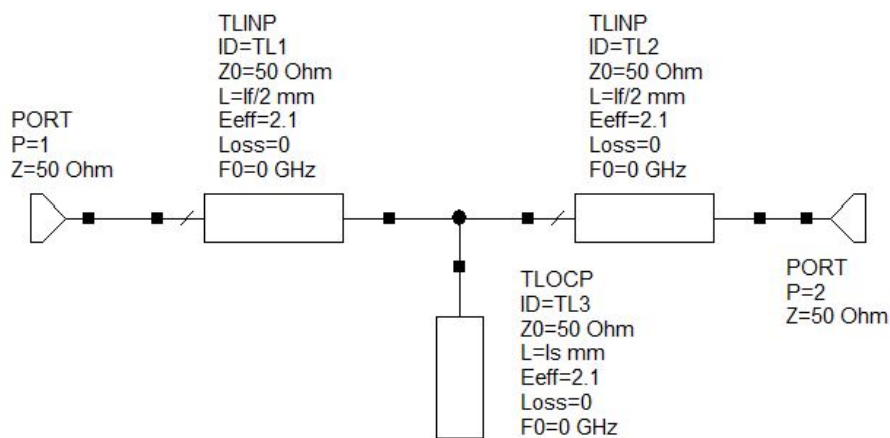 TLINP
ID=TL1
Z0=50 Ohm
L=lf/2 mm
Eeff=2.1
Loss=0
F0=0 GHz
TLINP
ID=TL2
Z0=50 Ohm
L=lf/2 mm
Eeff=2.1
Loss=0
F0=0 GHz
PORT
P=1
Z=50 Ohm
TLOCP
ID=TL3
Z0=50 Ohm
L=ls mm
Eeff=2.1
Loss=0
F0=0 GHz
PORT
P=2
Z=50 Ohm